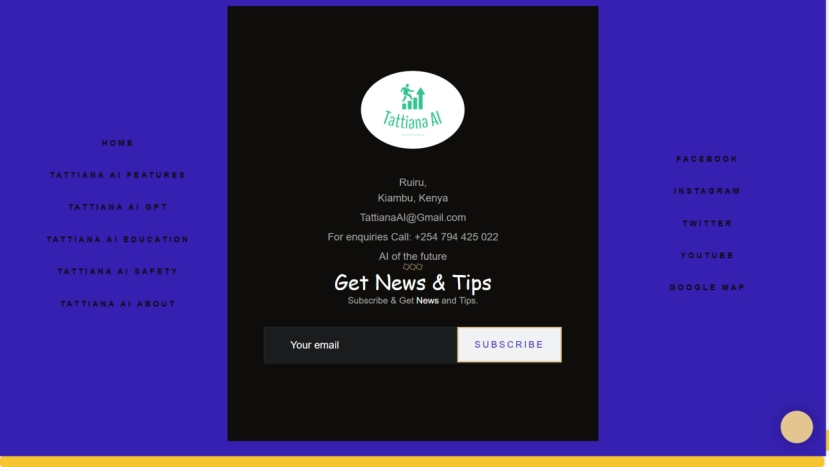 HOME
TATTIANA AI FEATURES
TATTIANA AI GPT
TATTIANA AI EDUCATION
TATTIANA AI SAFETY
TATTIANA AI ABOUT
Tattiana AI
Ruiru,
Kiambu, Kenya
TattianaAI@Gmail.com
For enquiries Call: +254 794 425 022
AI of the future
Get News & Tips
Subscribe & Get News and Tips.
Your email
SUBSCRIBE
FACEBOOK
INSTAGRAM
TWITTER
YOUTUBE
GOOGLE MAP